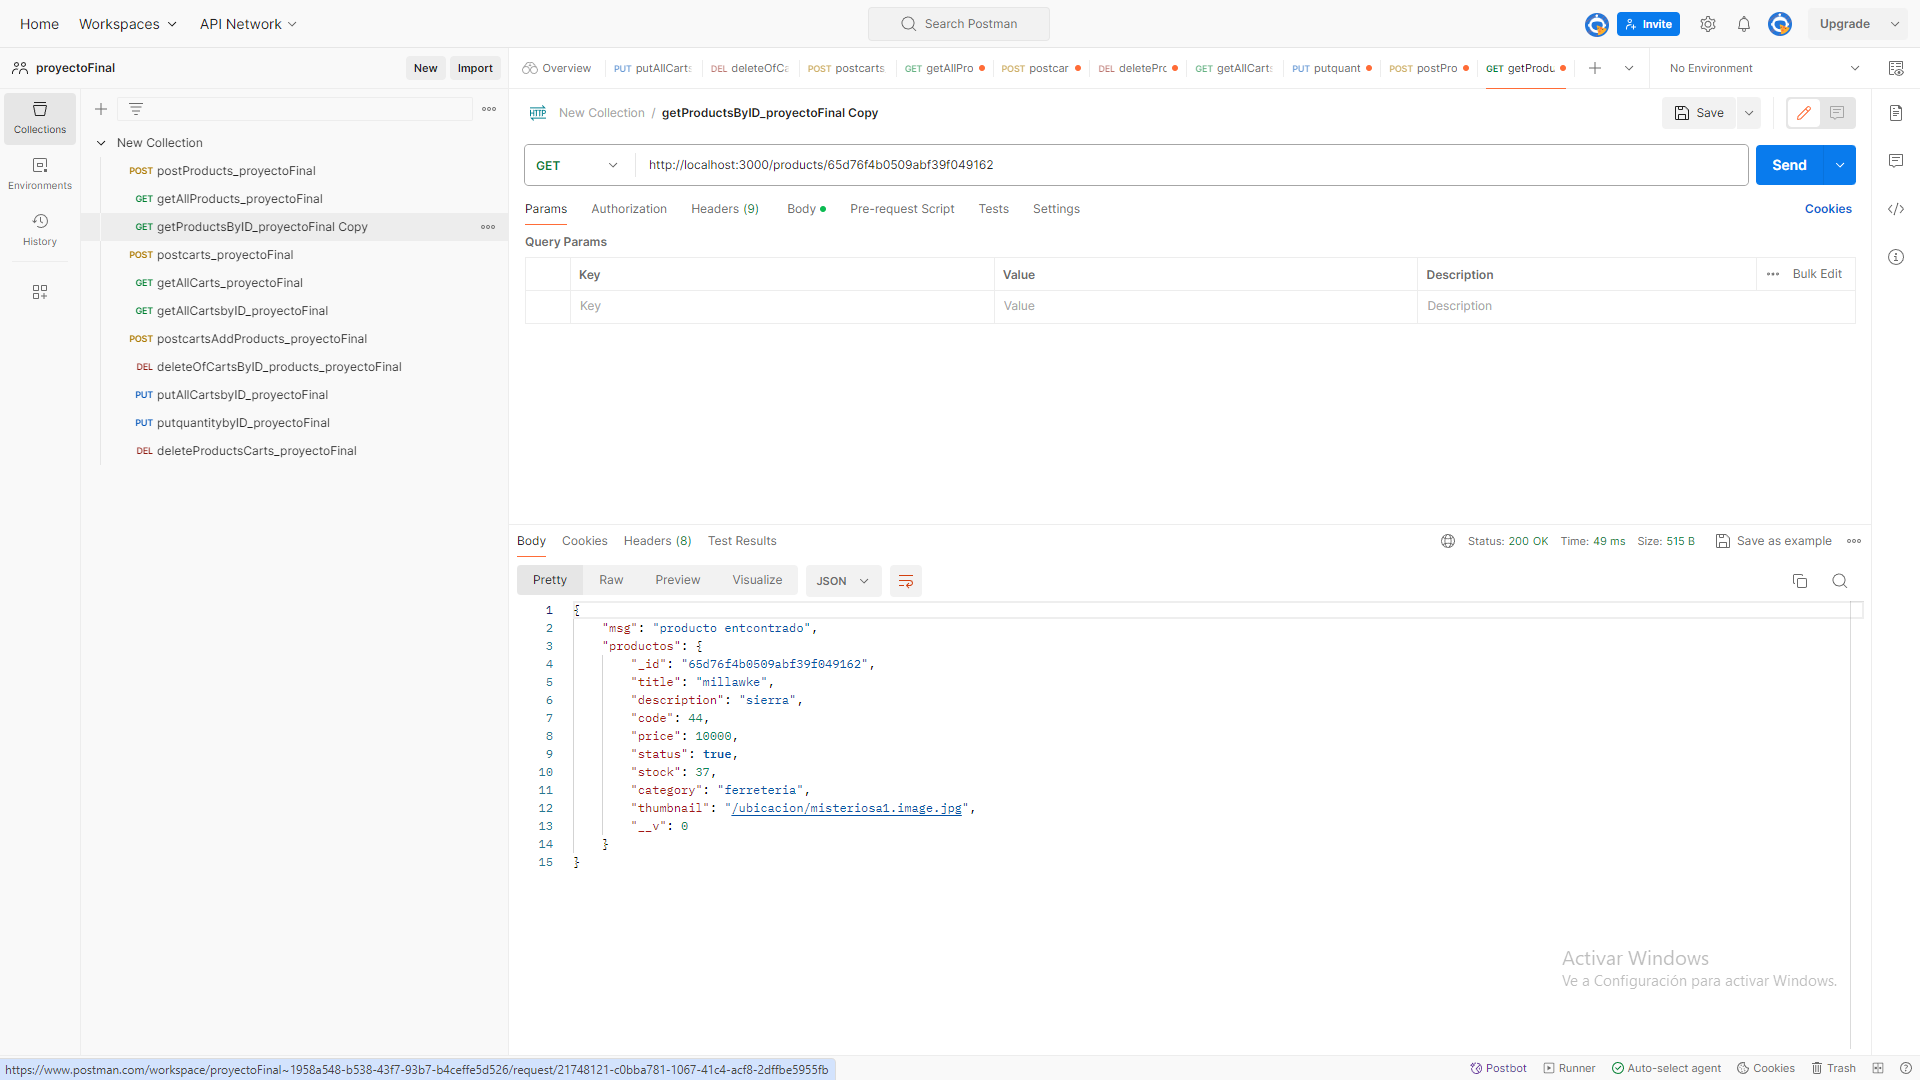 Home Workspaces API Network Search Postman Invite Upgrade
proyectoFinal New Import
Overview PUT putAllCarts DEL deleteOfCa POST postcarts GET getAllPro POST postcar DEL deletePro GET getAllCarts PUT putquant POST postPro GET getProdu No Environment
Collections
Environments
History
New Collection
POST postProducts_proyectoFinal
GET getAllProducts_proyectoFinal
GET getProductsByID_proyectoFinal Copy
POST postcarts_proyectoFinal
GET getAllCarts_proyectoFinal
GET getAllCartsbyID_proyectoFinal
POST postcartsAddProducts_proyectoFinal
DEL deleteOfCartsByID_products_proyectoFinal
PUT putAllCartsbyID_proyectoFinal
PUT putquantitybyID_proyectoFinal
DEL deleteProductsCarts_proyectoFinal
HTTP New Collection / getProductsByID_proyectoFinal Copy Save
GET http://localhost:3000/products/65d76f4b0509abf39f049162 Send
Params Authorization Headers (9) Body Pre-request Script Tests Settings Cookies
Query Params
Key Value Description Bulk Edit
Key Value Description
Body Cookies Headers (8) Test Results Status: 200 OK Time: 49 ms Size: 515 B Save as example
Pretty Raw Preview Visualize JSON
1 {
2 "msg": "producto entcontrado",
3 "productos": {
4 "_id": "65d76f4b0509abf39f049162",
5 "title": "millawke",
6 "description": "sierra",
7 "code": 44,
8 "price": 10000,
9 "status": true,
10 "stock": 37,
11 "category": "ferreteria",
12 "thumbnail": "/ubicacion/misteriosa1.image.jpg",
13 "__v": 0
14 }
15 }
Activar Windows
Ve a Configuración para activar Windows.
https://www.postman.com/workspace/proyectoFinal~1958a548-b538-43f7-93b7-b4ceffe5d526/request/21748121-c0bba781-1067-41c4-acf8-2dffbe5955fb
Postbot Runner Auto-select agent Cookies Trash